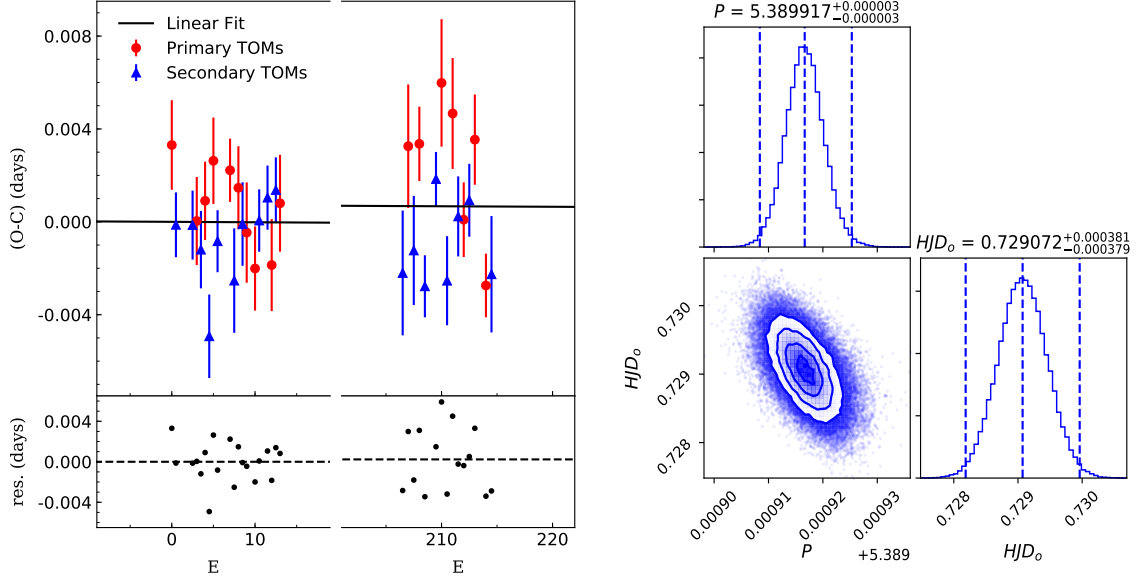 Linear Fit
Primary TOMs
Secondary TOMs
(O-C) (days)
0.008
0.004
0.000
-0.004
res. (days)
0.004
0.000
-0.004
0 10
210 220
E E
P = 5.389917+0.000003−0.000003
HJDₒ = 0.729072+0.000381−0.000379
HJDₒ
0.730
0.729
0.728
0.00090 0.00091 0.00092 0.00093
+5.389
P
0.728 0.729 0.730
HJDₒ